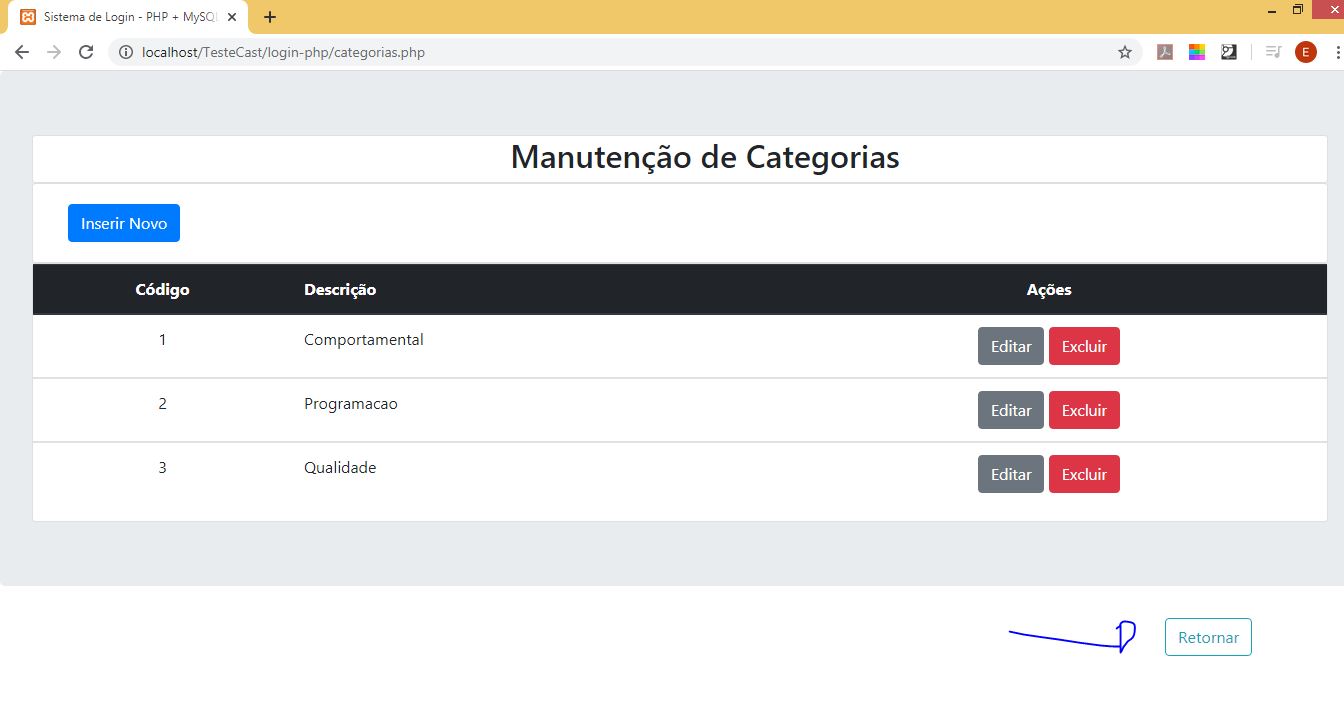 Sistema de Login - PHP + MySQL
localhost/TesteCast/login-php/categorias.php
E
Manutenção de Categorias
Inserir Novo
Código Descrição Ações
1 Comportamental Editar Excluir
2 Programacao Editar Excluir
3 Qualidade Editar Excluir
Retornar